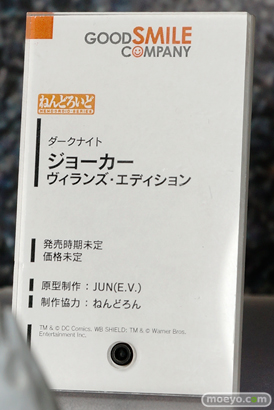 GOODSMILE
COMPANY
ねんどろいど
NENDOROID SERIES
ダークナイト
ジョーカー
ヴィランズ・エディション
発売時期未定
価格未定
原型制作：JUN(E.V.)
制作協力：ねんどろん
TM & © DC Comics. WB SHIELD: TM & © Warner Bros.
Entertainment Inc.
moeyo.com